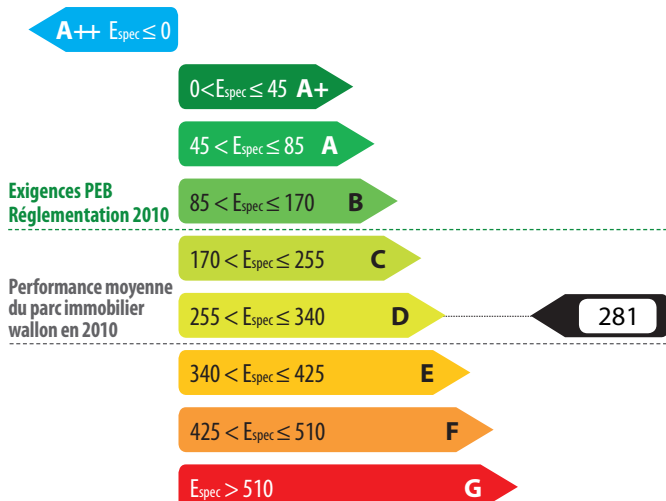 A++ Espec ≤ 0
0 < Espec ≤ 45 A+
45 < Espec ≤ 85 A
Exigences PEB
Réglementation 2010
85 < Espec ≤ 170 B
170 < Espec ≤ 255 C
Performance moyenne
du parc immobilier
wallon en 2010
255 < Espec ≤ 340 D
281
340 < Espec ≤ 425 E
425 < Espec ≤ 510 F
Espec > 510 G